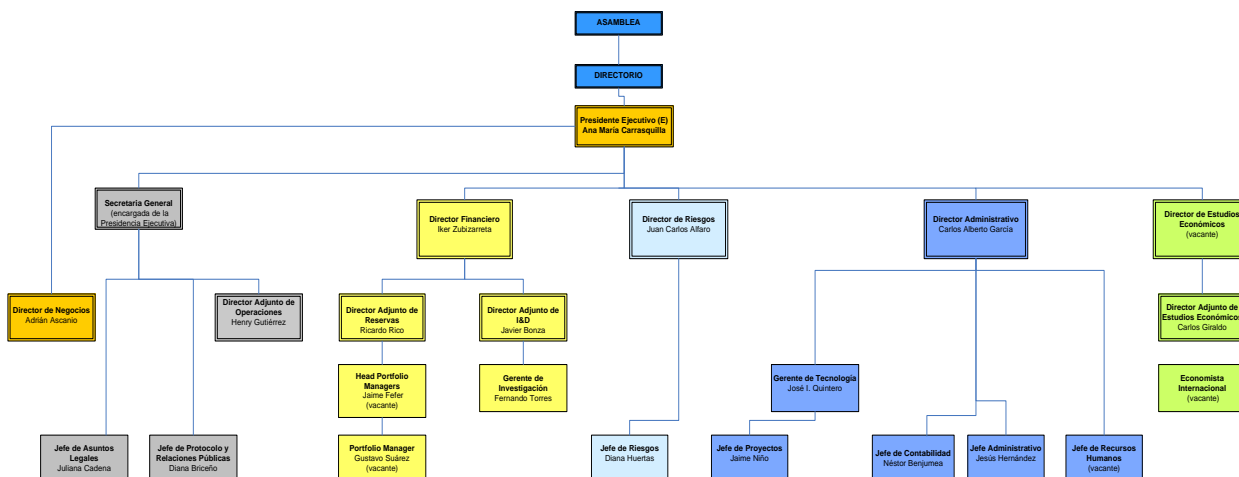 ASAMBLEA
DIRECTORIO
Presidente Ejecutivo (E)
Ana María Carrasquilla
Secretaria General
(encargada de la
Presidencia Ejecutiva)
Director Financiero
Iker Zubizarreta
Director de Riesgos
Juan Carlos Alfaro
Director Administrativo
Carlos Alberto García
Director de Estudios
Económicos
(vacante)
Director de Negocios
Adrián Ascanio
Director Adjunto de
Operaciones
Henry Gutiérrez
Director Adjunto de
Reservas
Ricardo Rico
Director Adjunto de
I&D
Javier Bonza
Director Adjunto de
Estudios Económicos
Carlos Giraldo
Head Portfolio
Managers
Jaime Fefer
(vacante)
Gerente de
Investigación
Fernando Torres
Gerente de Tecnología
José I. Quintero
Economista
Internacional
(vacante)
Jefe de Asuntos
Legales
Juliana Cadena
Jefe de Protocolo y
Relaciones Públicas
Diana Briceño
Portfolio Manager
Gustavo Suárez
(vacante)
Jefe de Riesgos
Diana Huertas
Jefe de Proyectos
Jaime Niño
Jefe de Contabilidad
Néstor Benjumea
Jefe Administrativo
Jesús Hernández
Jefe de Recursos
Humanos
(vacante)